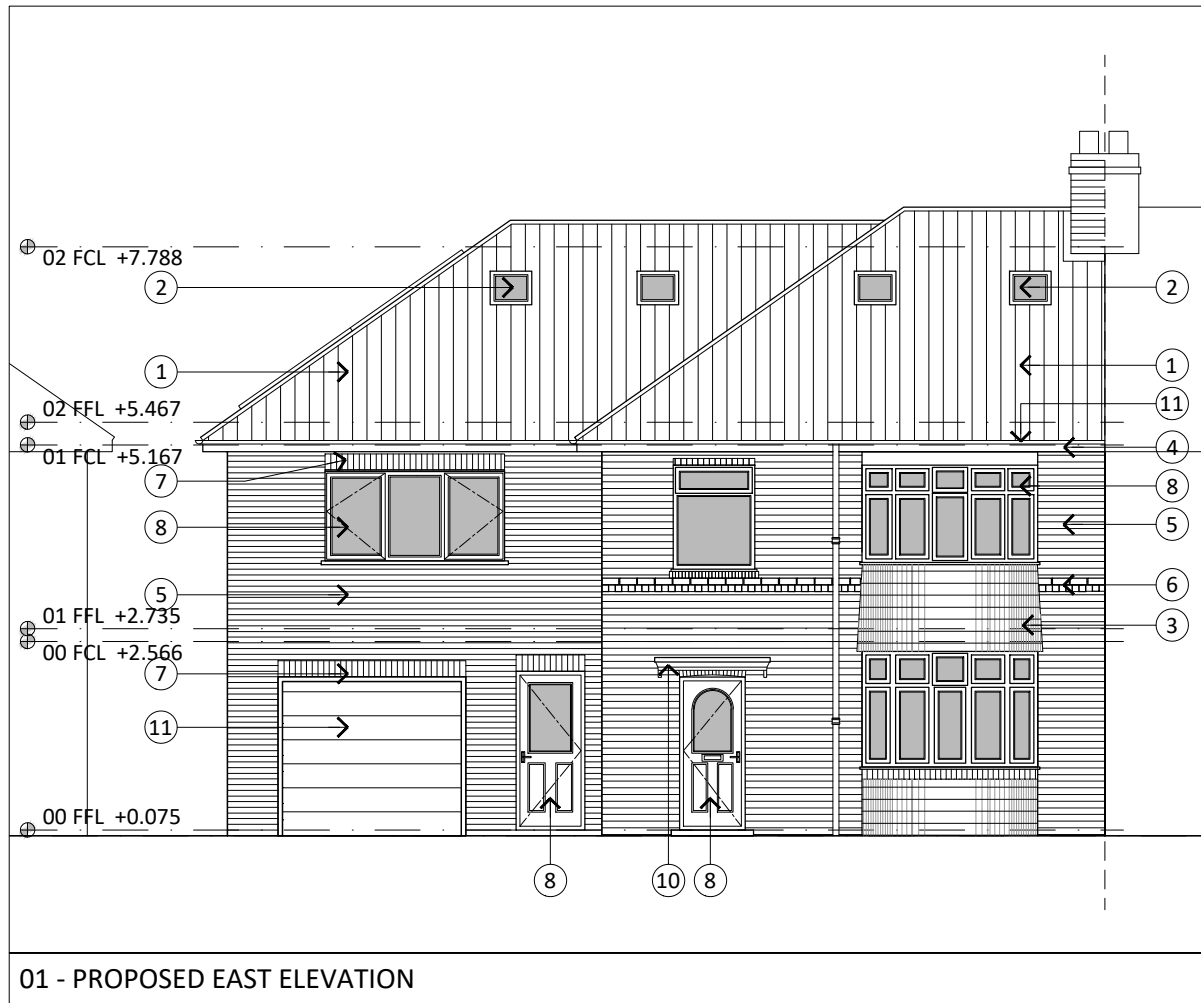 02 FCL +7.788
2
2
1
1
02 FFL +5.467
11
01 FCL +5.167
4
7
8
8
5
5
6
01 FFL +2.735
3
00 FCL +2.566
7
11
00 FFL +0.075
8
10
8
01 - PROPOSED EAST ELEVATION